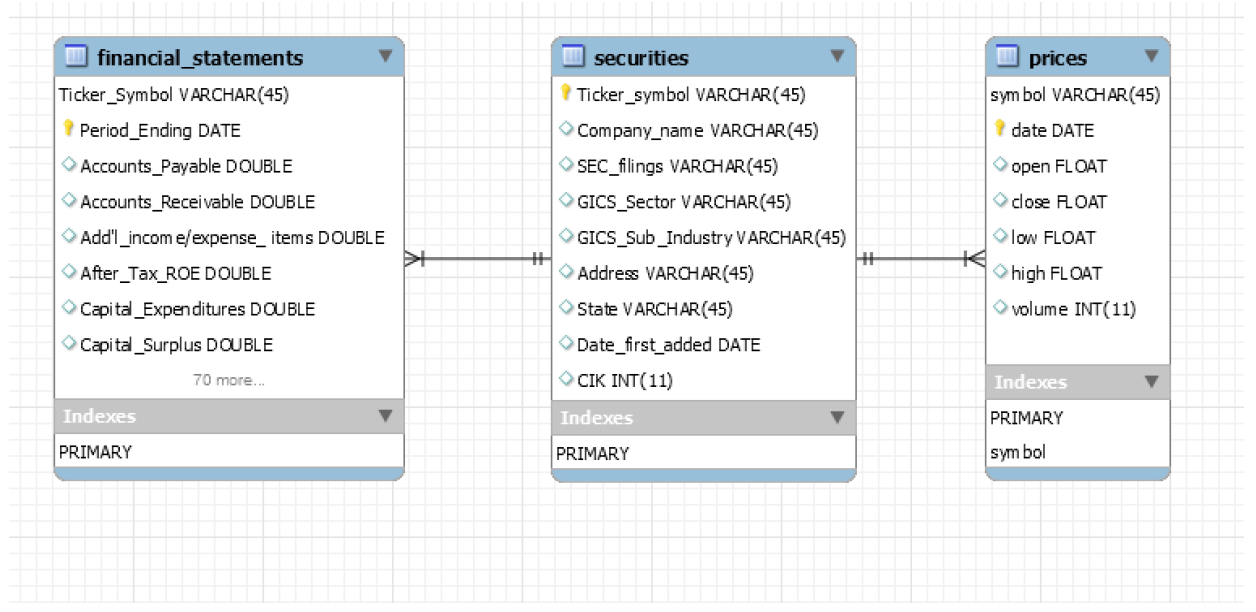 financial_statements
Ticker_Symbol VARCHAR(45)
Period_Ending DATE
Accounts_Payable DOUBLE
Accounts_Receivable DOUBLE
Add'l_income/expense_ items DOUBLE
After_Tax_ROE DOUBLE
Capital_Expenditures DOUBLE
Capital_Surplus DOUBLE
70 more...
Indexes
PRIMARY
securities
Ticker_symbol VARCHAR(45)
Company_name VARCHAR(45)
SEC_filings VARCHAR(45)
GICS_Sector VARCHAR(45)
GICS_Sub_Industry VARCHAR(45)
Address VARCHAR(45)
State VARCHAR(45)
Date_first_added DATE
CIK INT(11)
Indexes
PRIMARY
prices
symbol VARCHAR(45)
date DATE
open FLOAT
close FLOAT
low FLOAT
high FLOAT
volume INT(11)
Indexes
PRIMARY
symbol